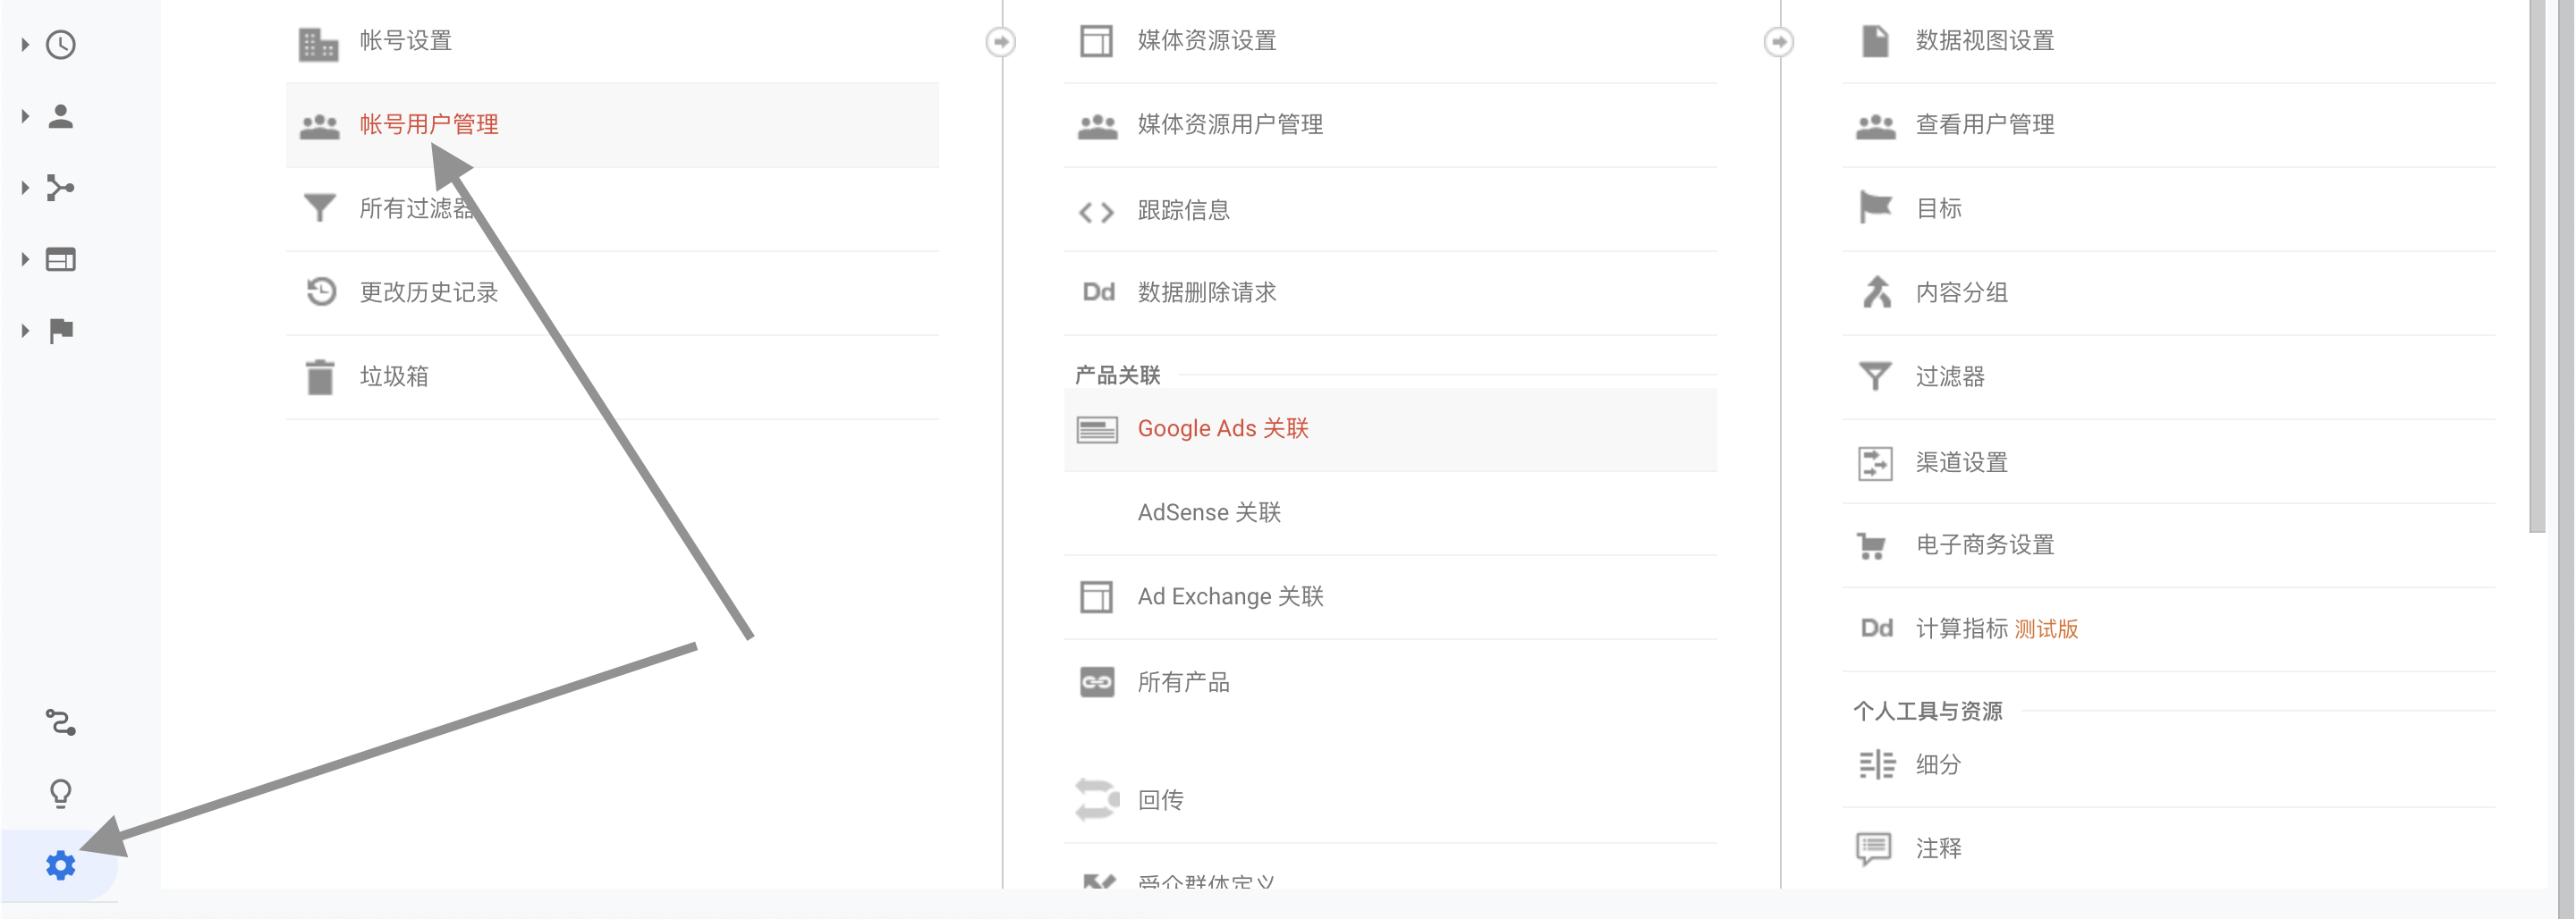 帐号设置
帐号用户管理
所有过滤器
更改历史记录
垃圾箱
媒体资源设置
媒体资源用户管理
跟踪信息
Dd 数据删除请求
产品关联
Google Ads 关联
AdSense 关联
Ad Exchange 关联
所有产品
回传
受众群体定义
数据视图设置
查看用户管理
目标
内容分组
过滤器
渠道设置
电子商务设置
Dd 计算指标 测试版
个人工具与资源
细分
注释